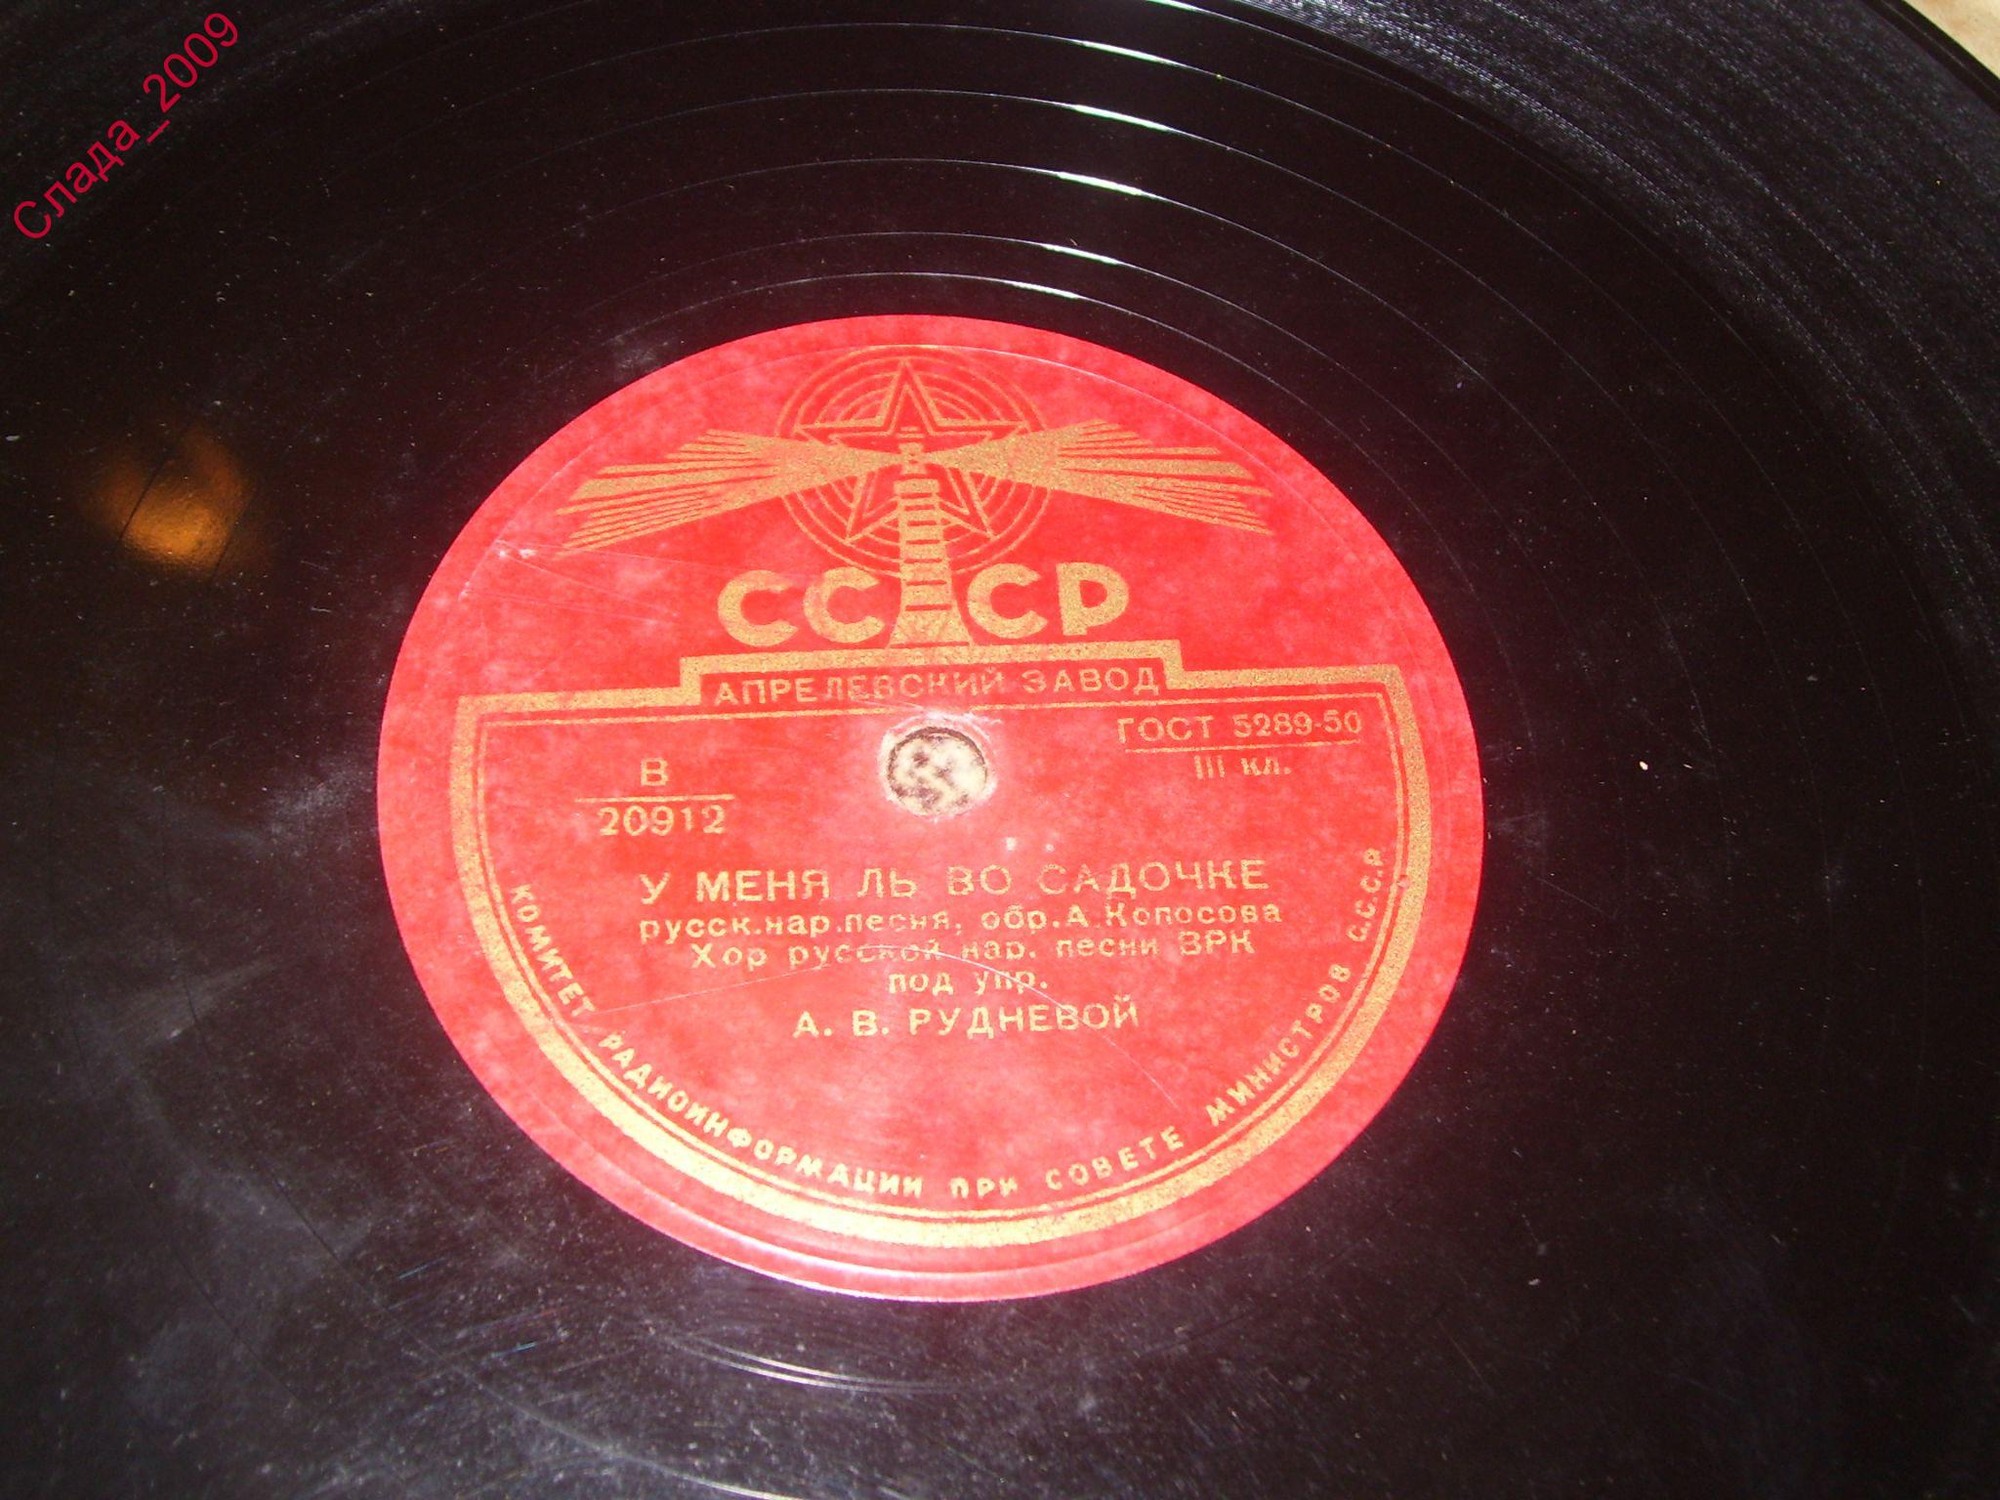 Слада_2009
СССР
АПРЕЛЕВСКИЙ ЗАВОД
ГОСТ 5289-50
III кл.
В
20912
У МЕНЯ ЛЬ ВО САДОЧКЕ
русск.нар.песня, обр.А.Копосова
Хор русской нар. песни ВРК
под упр.
А. В. РУДНЕВОЙ
КОМИТЕТ РАДИОИНФОРМАЦИИ ПРИ СОВЕТЕ МИНИСТРОВ С.С.С.Р